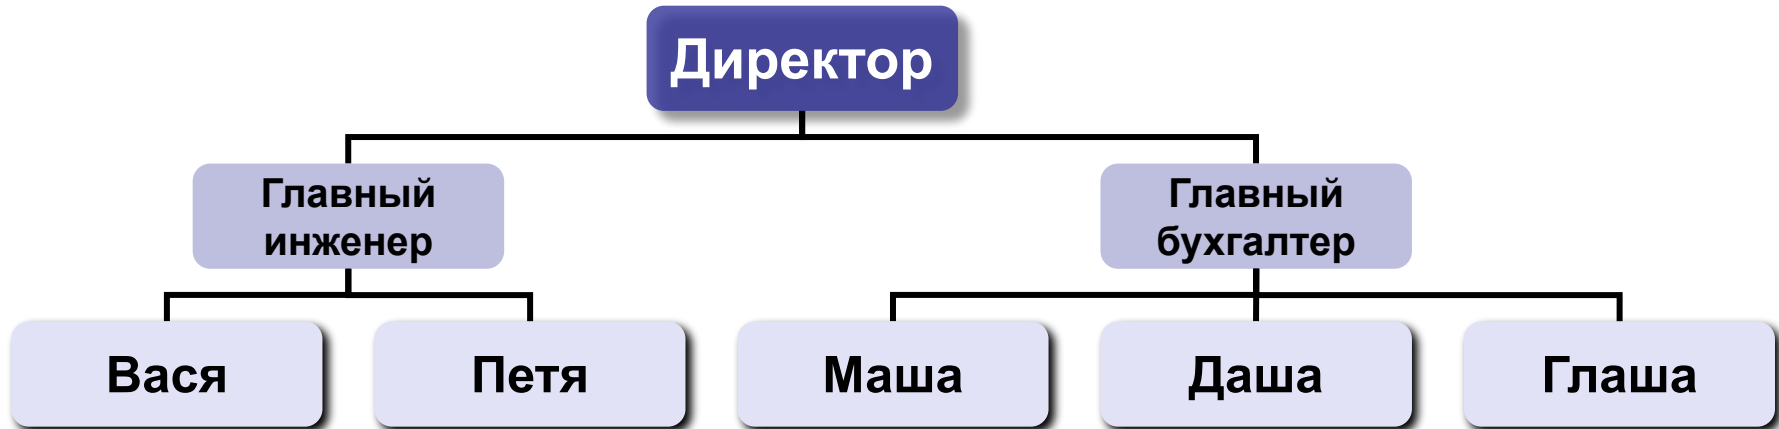 Директор
Главный
инженер
Главный
бухгалтер
Вася
Петя
Маша
Даша
Глаша